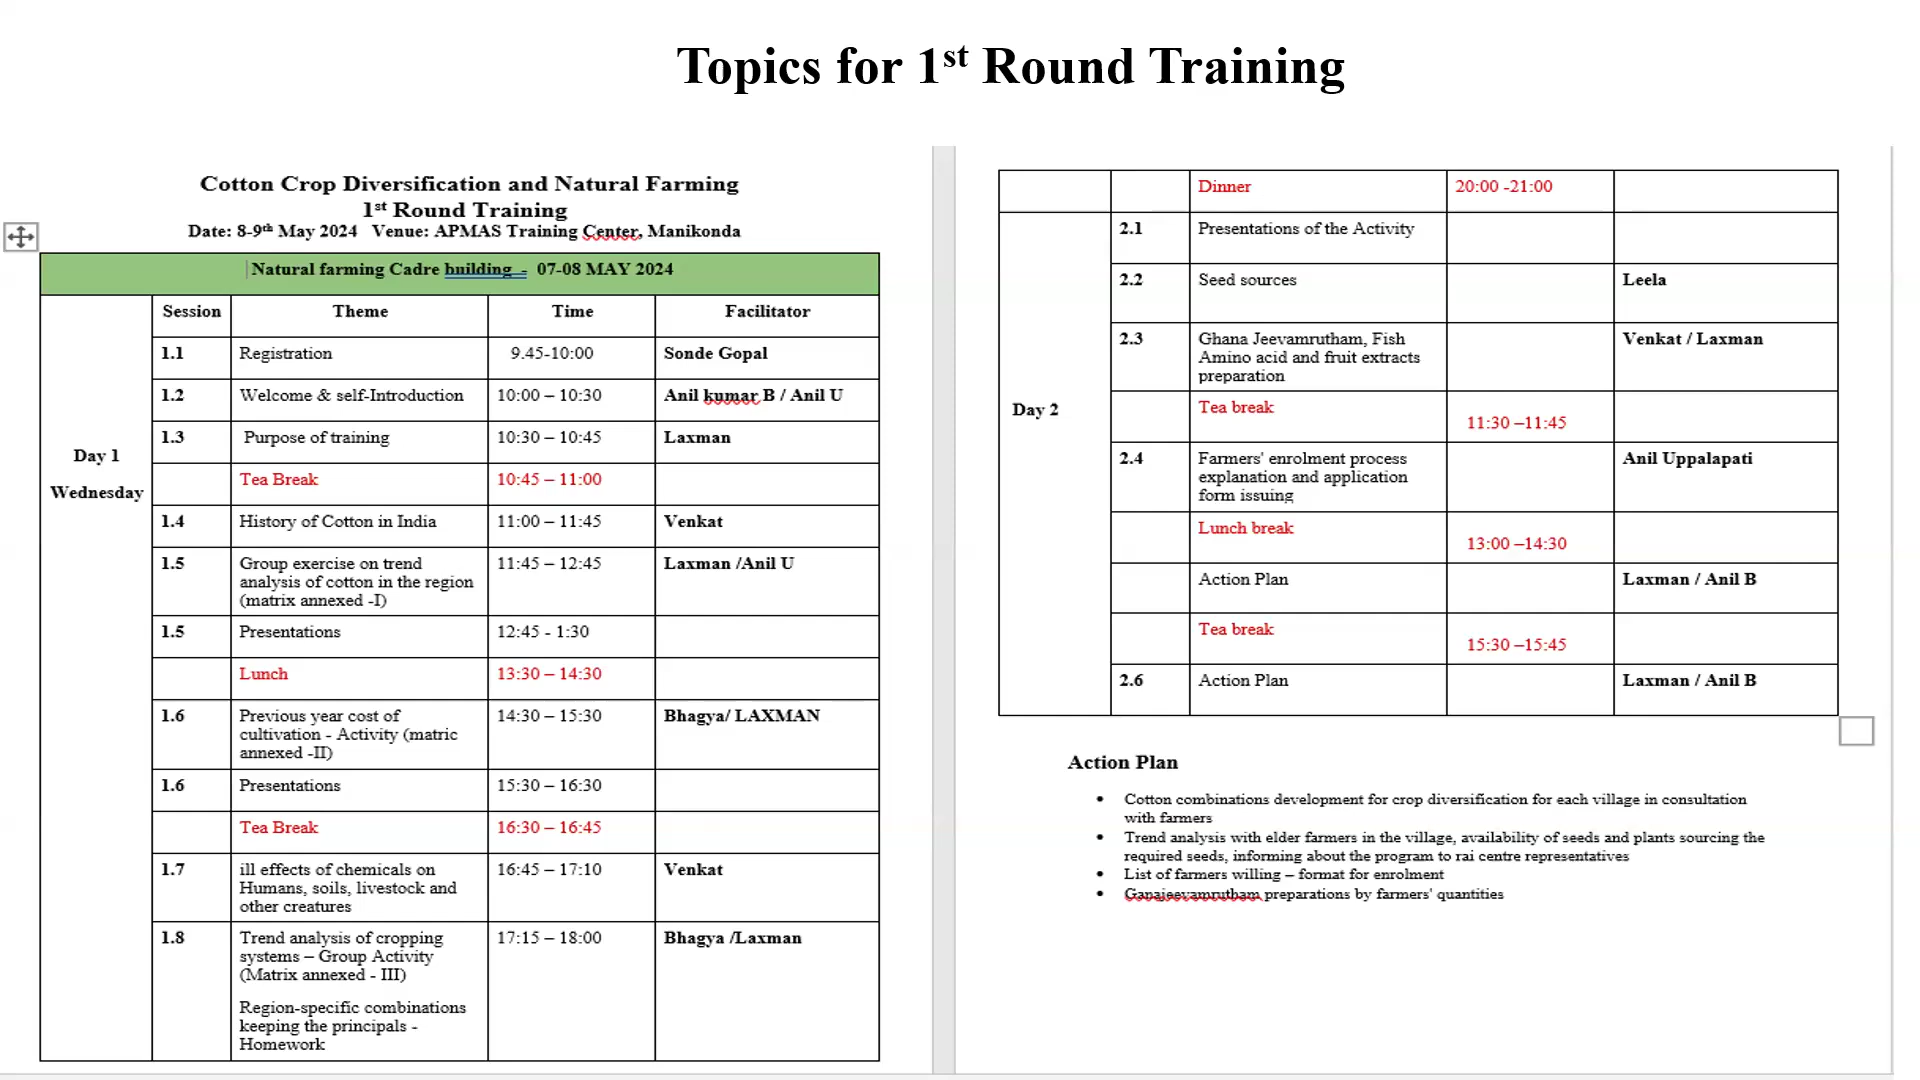 Topics for 1st Round Training
Cotton Crop Diversification and Natural Farming
1st Round Training
Date: 8-9th May 2024 Venue: APMAS Training Center, Manikonda
Natural farming Cadre building - 07-08 MAY 2024
Day 1
Wednesday
Session Theme Time Facilitator
1.1 Registration 9.45-10:00 Sonde Gopal
1.2 Welcome & self-Introduction 10:00 – 10:30 Anil kumar B / Anil U
1.3 Purpose of training 10:30 – 10:45 Laxman
Tea Break 10:45 – 11:00
1.4 History of Cotton in India 11:00 – 11:45 Venkat
1.5 Group exercise on trend 11:45 – 12:45 Laxman /Anil U
analysis of cotton in the region
(matrix annexed -I)
1.5 Presentations 12:45 - 1:30
Lunch 13:30 – 14:30
1.6 Previous year cost of 14:30 – 15:30 Bhagya/ LAXMAN
cultivation - Activity (matric
annexed -II)
1.6 Presentations 15:30 – 16:30
Tea Break 16:30 – 16:45
1.7 ill effects of chemicals on 16:45 – 17:10 Venkat
Humans, soils, livestock and
other creatures
1.8 Trend analysis of cropping 17:15 – 18:00 Bhagya /Laxman
systems – Group Activity
(Matrix annexed - III)
Region-specific combinations
keeping the principals -
Homework
Dinner 20:00 -21:00
Day 2
2.1 Presentations of the Activity
2.2 Seed sources Leela
2.3 Ghana Jeevamrutham, Fish Venkat / Laxman
Amino acid and fruit extracts
preparation
Tea break
11:30 –11:45
2.4 Farmers' enrolment process Anil Uppalapati
explanation and application
form issuing
Lunch break
13:00 –14:30
Action Plan Laxman / Anil B
Tea break
15:30 –15:45
2.6 Action Plan Laxman / Anil B
Action Plan
• Cotton combinations development for crop diversification for each village in consultation
with farmers
• Trend analysis with elder farmers in the village, availability of seeds and plants sourcing the
required seeds, informing about the program to rai centre representatives
• List of farmers willing – format for enrolment
• Ganajeevamrutham preparations by farmers' quantities